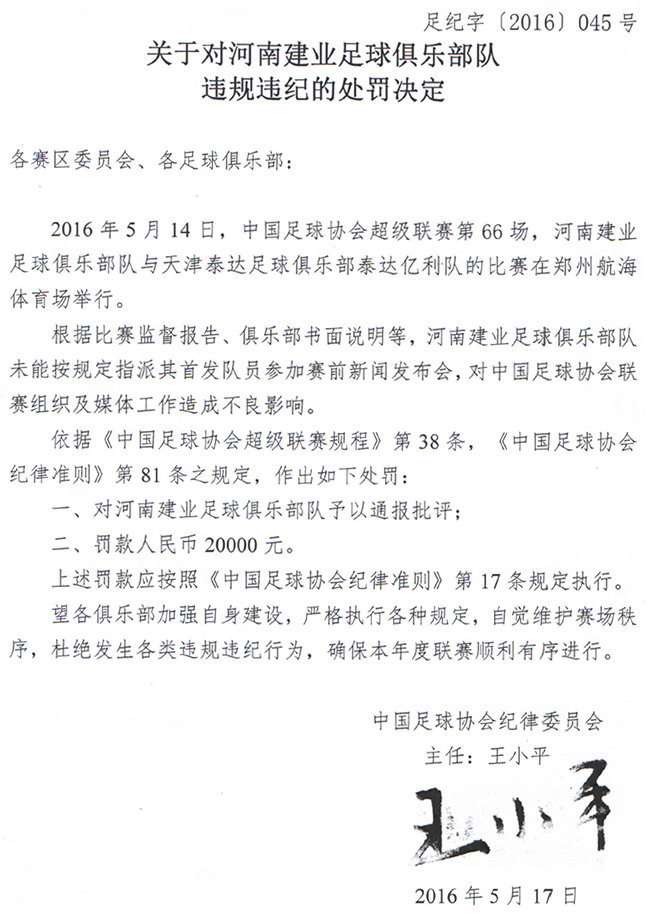 足纪字〔2016〕045号
关于对河南建业足球俱乐部队
违规违纪的处罚决定
各赛区委员会、各足球俱乐部：
2016年5月14日，中国足球协会超级联赛第66场，河南建业
足球俱乐部队与天津泰达足球俱乐部泰达亿利队的比赛在郑州航海
体育场举行。
根据比赛监督报告、俱乐部书面说明等，河南建业足球俱乐部队
未能按规定指派其首发队员参加赛前新闻发布会，对中国足球协会联
赛组织及媒体工作造成不良影响。
依据《中国足球协会超级联赛规程》第38条，《中国足球协会
纪律准则》第81条之规定，作出如下处罚：
一、对河南建业足球俱乐部队予以通报批评；
二、罚款人民币20000元。
上述罚款应按照《中国足球协会纪律准则》第17条规定执行。
望各俱乐部加强自身建设，严格执行各种规定，自觉维护赛场秩
序，杜绝发生各类违规违纪行为，确保本年度联赛顺利有序进行。
中国足球协会纪律委员会
主任：王小平
王小平
2016年5月17日